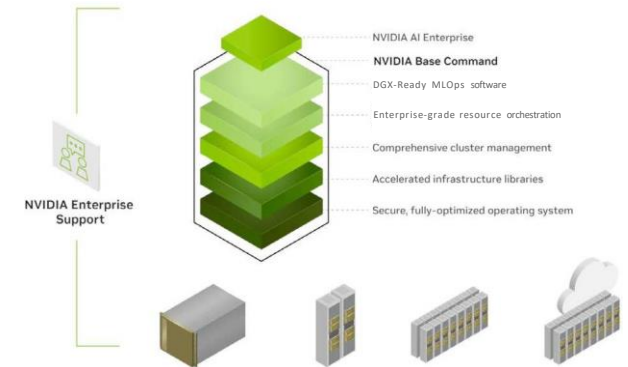 NVIDIA AI Enterprise
NVIDIA Base Command
DGX-Ready MLOps software
Enterprise-grade resource orchestration
Comprehensive cluster management
Accelerated infrastructure libraries
Secure, fully-optimized operating system
NVIDIA Enterprise
Support